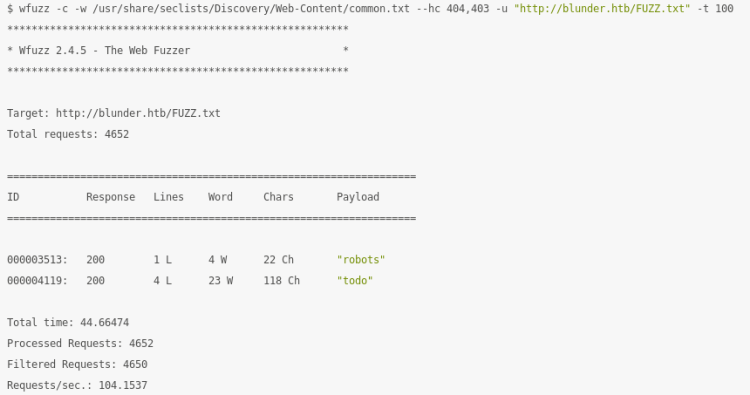 $ wfuzz -c -w /usr/share/seclists/Discovery/Web-Content/common.txt --hc 404,403 -u "http://blunder.htb/FUZZ.txt" -t 100
********************************************************
* Wfuzz 2.4.5 - The Web Fuzzer                         *
********************************************************
Target: http://blunder.htb/FUZZ.txt
Total requests: 4652
===================================================================
ID           Response   Lines    Word     Chars       Payload
===================================================================
000003513:   200        1 L      4 W      22 Ch       "robots"
000004119:   200        4 L      23 W     118 Ch      "todo"
Total time: 44.66474
Processed Requests: 4652
Filtered Requests: 4650
Requests/sec.: 104.1537